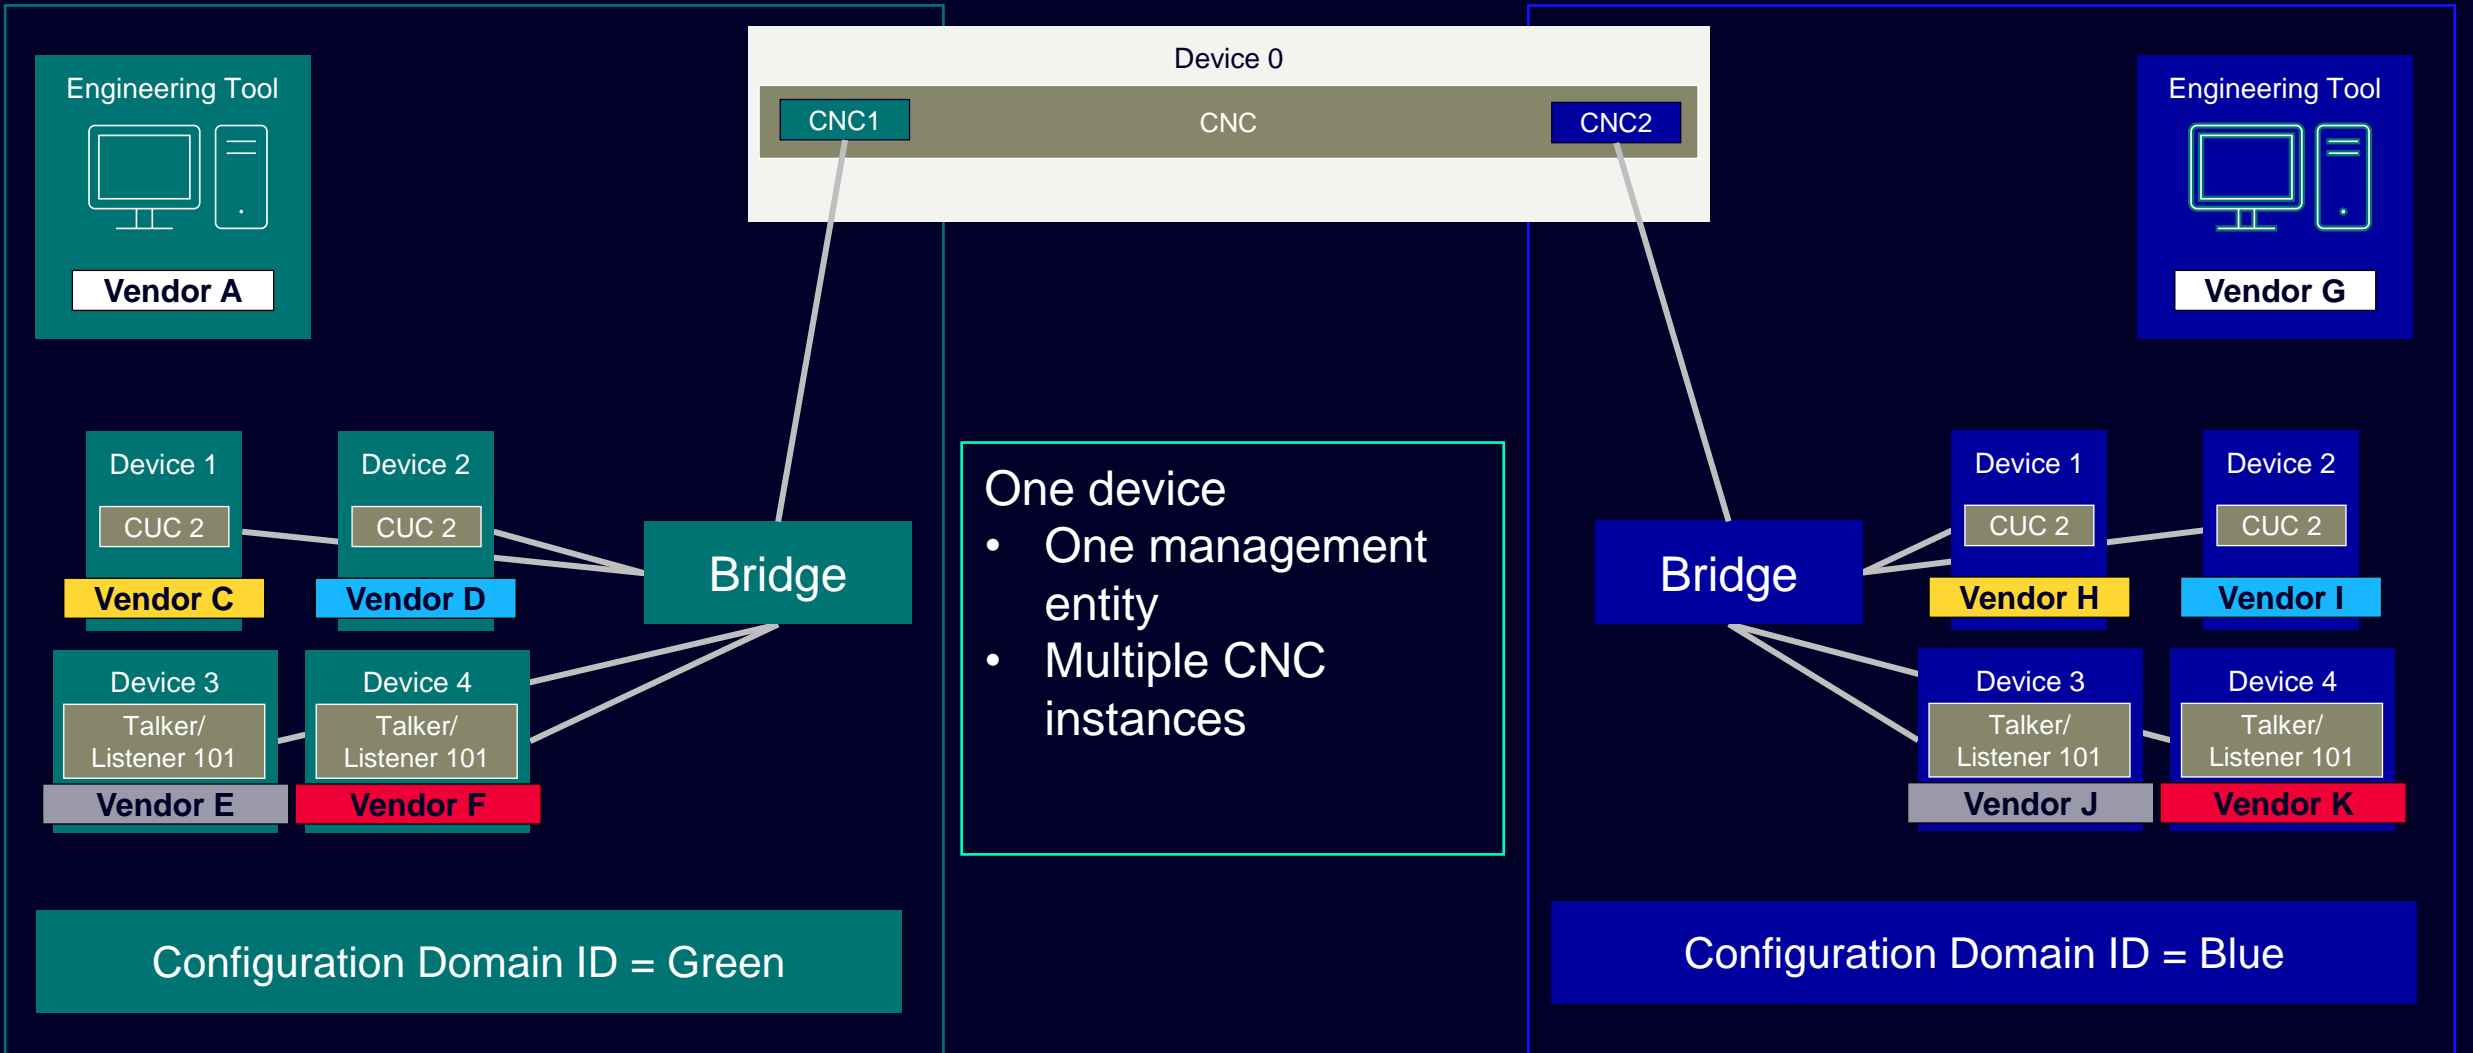 Device 0
CNC1
CNC
CNC2
Engineering Tool
Vendor A
Engineering Tool
Vendor G
Device 1
CUC 2
Vendor C
Device 2
CUC 2
Vendor D
Bridge
Device 3
Talker/
Listener 101
Vendor E
Device 4
Talker/
Listener 101
Vendor F
One device
• One management
entity
• Multiple CNC
instances
Bridge
Device 1
CUC 2
Vendor H
Device 2
CUC 2
Vendor I
Device 3
Talker/
Listener 101
Vendor J
Device 4
Talker/
Listener 101
Vendor K
Configuration Domain ID = Green
Configuration Domain ID = Blue